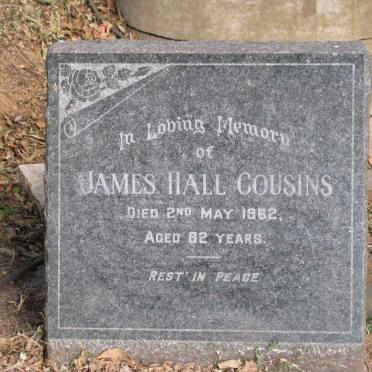 In Loving Memory
of
JAMES HALL COUSINS
DIED 2ND MAY 1962,
AGED 82 YEARS.
REST IN PEACE